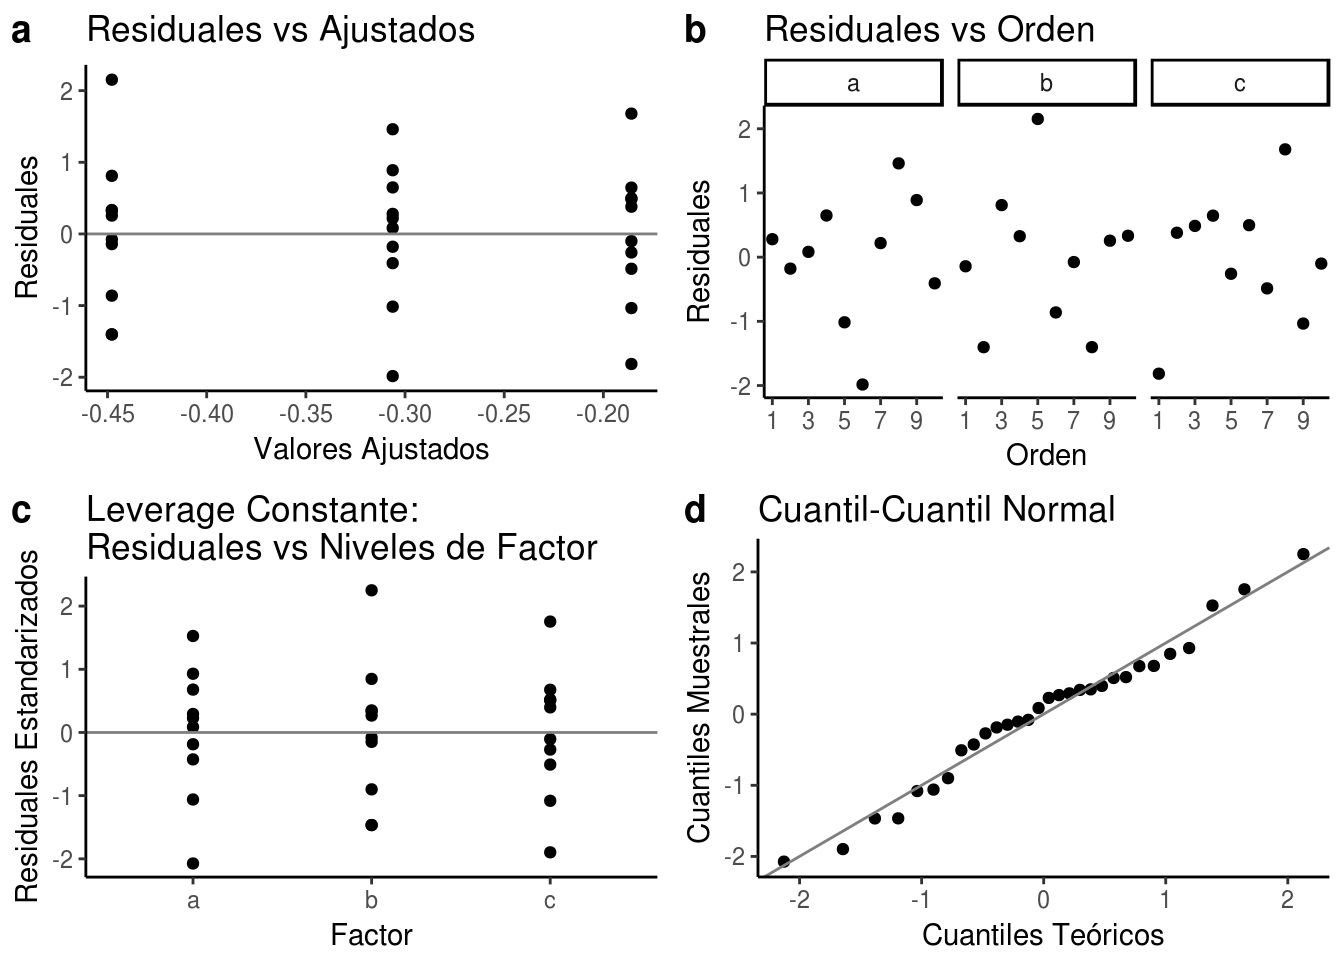 a Residuales vs Ajustados
Residuales
2
1
0
-1
-2
-0.45 -0.40 -0.35 -0.30 -0.25 -0.20
Valores Ajustados
b Residuales vs Orden
a b c
Residuales
2
1
0
-1
-2
1 3 5 7 9 1 3 5 7 9 1 3 5 7 9
Orden
c Leverage Constante:
Residuales vs Niveles de Factor
Residuales Estandarizados
2
1
0
-1
-2
a b c
Factor
d Cuantil-Cuantil Normal
Cuantiles Muestrales
2
1
0
-1
-2
-2 -1 0 1 2
Cuantiles Teóricos